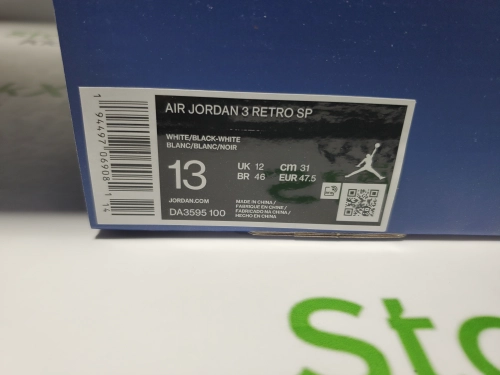 AIR JORDAN 3 RETRO SP
WHITE/BLACK-WHITE
BLANC/BLANC/NOIR
13
UK 12 cm 31
BR 46 EUR 47.5
JORDAN.COM
DA3595 100
MADE IN CHINA /
FABRIQUE EN CHINE /
FABRICADO NA CHINA /
HECHO EN CHINA
1 94497 06908 1 14
Sto